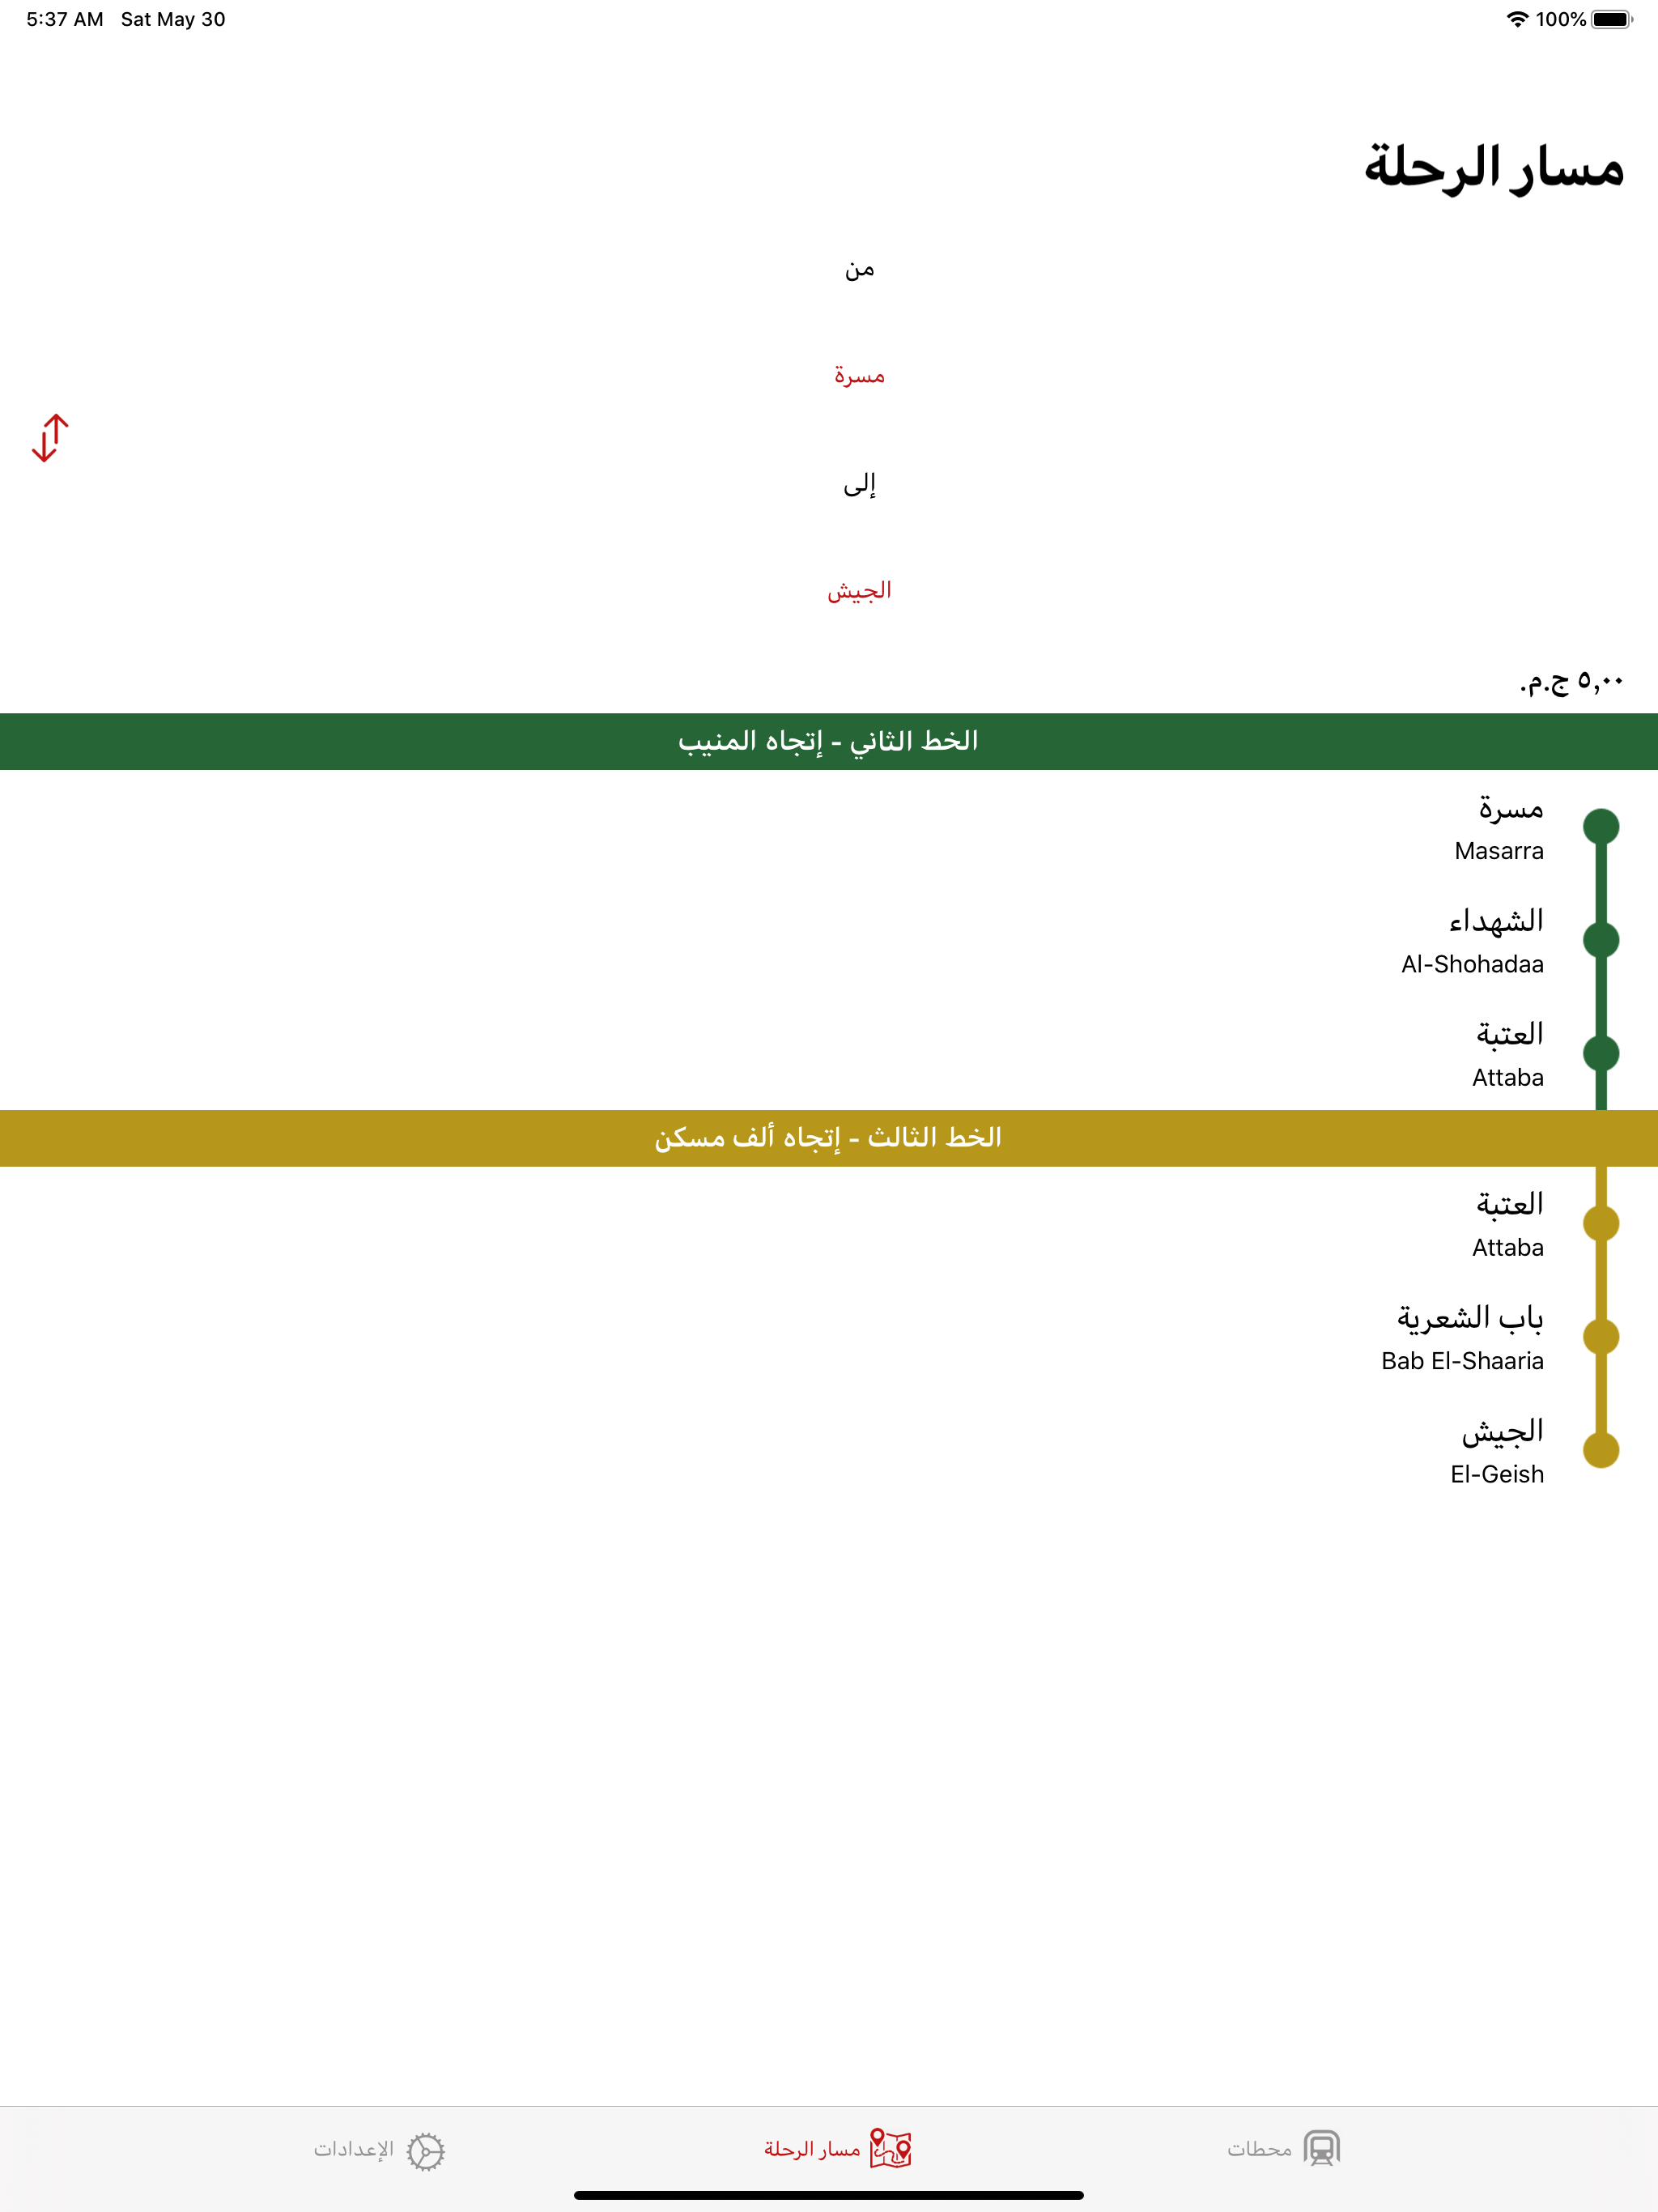 5:37 AM Sat May 30
100%
مسار الرحلة
من
مسرة
إلى
الجيش
٥,٠٠ ج.م.
الخط الثاني - إتجاه المنيب
مسرة
Masarra
الشهداء
Al-Shohadaa
العتبة
Attaba
الخط الثالث - إتجاه ألف مسكن
العتبة
Attaba
باب الشعرية
Bab El-Shaaria
الجيش
El-Geish
محطات
مسار الرحلة
الإعدادات